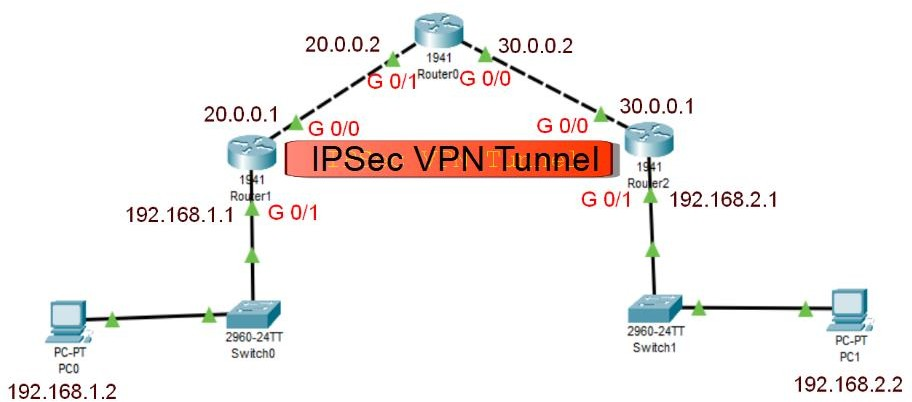 20.0.0.2
30.0.0.2
1941
Router0
G 0/1
G 0/0
20.0.0.1
G 0/0
G 0/0
30.0.0.1
IPSec VPN Tunnel
1941
Router1
1941
Router2
192.168.1.1
G 0/1
G 0/1
192.168.2.1
2960-24TT
Switch0
2960-24TT
Switch1
PC-PT
PC0
PC-PT
PC1
192.168.1.2
192.168.2.2